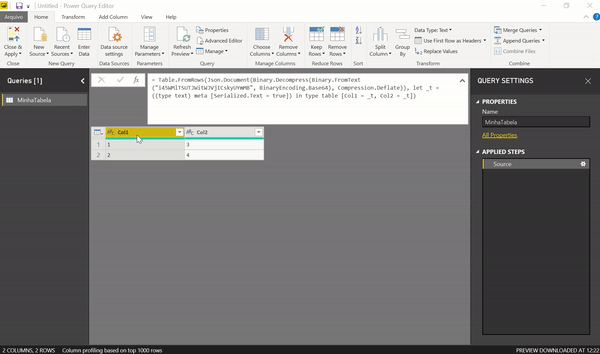 Untitled - Power Query Editor
Arquivo Home Transform Add Column View Help
Close & Apply New Source Recent Sources Enter Data Data source settings Manage Parameters Refresh Preview Properties Advanced Editor Manage Choose Columns Remove Columns Keep Rows Remove Rows Split Column Group By Data Type: Text Use First Row as Headers Replace Values Merge Queries Append Queries Combine Files
Close New Query Data Sources Parameters Query Manage Columns Reduce Rows Sort Transform Combine
Queries [1]
MinhaTabela
= Table.FromRows(Json.Document(Binary.Decompress(Binary.FromText
BinaryEncoding.Base64), Compression.Deflate)), let _t =
((type text) meta [Serialized.Text = true]) in type table [Col1 = _t, Col2 = _t])
Col1 Col2
1 1 3
2 2 4
QUERY SETTINGS
PROPERTIES
Name
MinhaTabela
All Properties
APPLIED STEPS
Source
2 COLUMNS, 2 ROWS Column profiling based on top 1000 rows PREVIEW DOWNLOADED AT 12:22